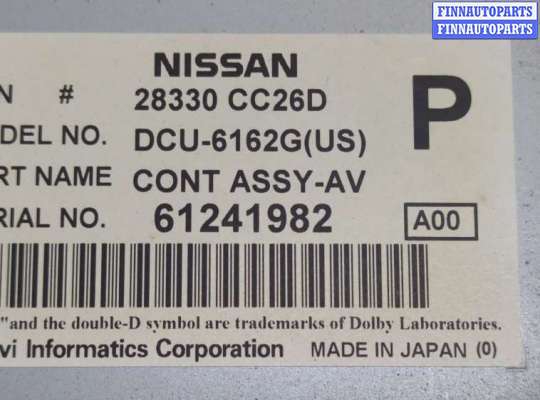 FINNAUTOPARTS
FINNAUTOPARTS
NISSAN
N # 28330 CC26D P
DEL NO. DCU-6162G(US)
RT NAME CONT ASSY-AV
RIAL NO. 61241982 A00
"and the double-D symbol are trademarks of Dolby Laboratories.
vi Informatics Corporation MADE IN JAPAN (0)